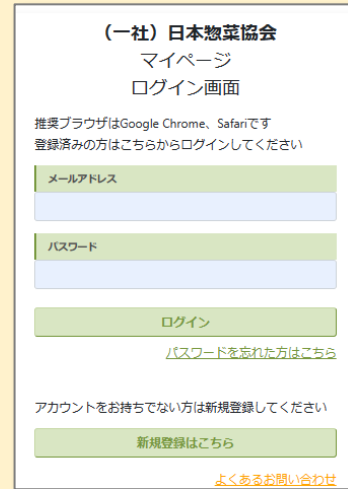 （一社）日本惣菜協会
マイページ
ログイン画面
推奨ブラウザはGoogle Chrome、Safariです
登録済みの方はこちらからログインしてください
メールアドレス
パスワード
ログイン
パスワードを忘れた方はこちら
アカウントをお持ちでない方は新規登録してください
新規登録はこちら
よくあるお問い合わせ